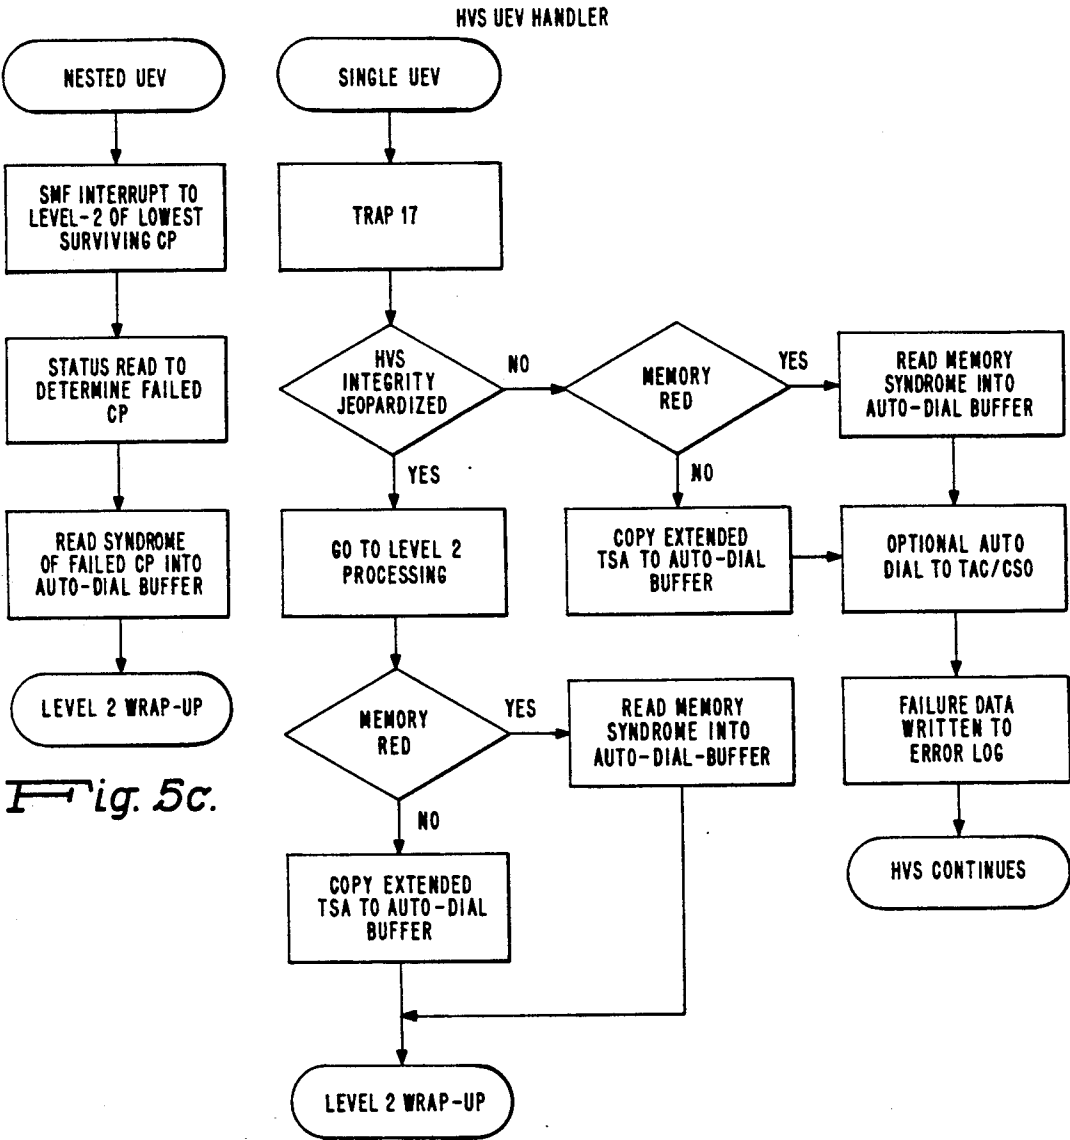 HVS UEV HANDLER
NESTED UEV
SMF INTERRUPT TO
LEVEL-2 OF LOWEST
SURVIVING CP
STATUS READ TO
DETERMINE FAILED
CP
READ SYNDROME
OF FAILED CP INTO
AUTO-DIAL BUFFER
LEVEL 2 WRAP-UP
SINGLE UEV
TRAP 17
HVS
INTEGRITY
JEOPARDIZED
NO
YES
MEMORY
RED
YES
NO
READ MEMORY
SYNDROME INTO
AUTO-DIAL BUFFER
GO TO LEVEL 2
PROCESSING
COPY EXTENDED
TSA TO AUTO-DIAL
BUFFER
OPTIONAL AUTO
DIAL TO TAC/CSO
MEMORY
RED
YES
NO
READ MEMORY
SYNDROME INTO
AUTO-DIAL-BUFFER
FAILURE DATA
WRITTEN TO
ERROR LOG
HVS CONTINUES
COPY EXTENDED
TSA TO AUTO-DIAL
BUFFER
LEVEL 2 WRAP-UP
Fig. 5c.